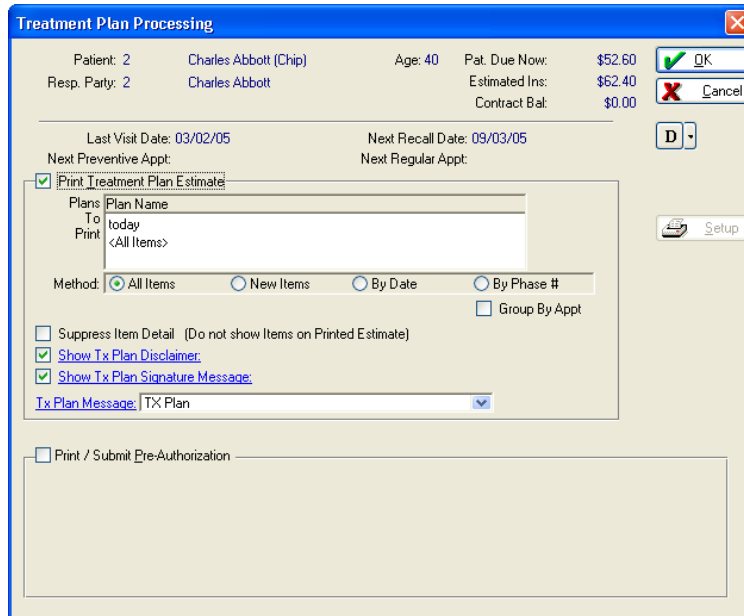 Treatment Plan Processing
Patient: 2 Charles Abbott (Chip) Age: 40 Pat. Due Now: $52.60 OK
Resp. Party: 2 Charles Abbott Estimated Ins: $62.40 Cancel
Contract Bal: $0.00
Last Visit Date: 03/02/05 Next Recall Date: 09/03/05 D
Next Preventive Appt: Next Regular Appt:
Print Treatment Plan Estimate
Plans To Print Plan Name
today
<All Items>
Setup
Method: All Items New Items By Date By Phase #
Group By Appt
Suppress Item Detail (Do not show Items on Printed Estimate)
Show Tx Plan Disclaimer:
Show Tx Plan Signature Message:
Tx Plan Message: TX Plan
Print / Submit Pre-Authorization